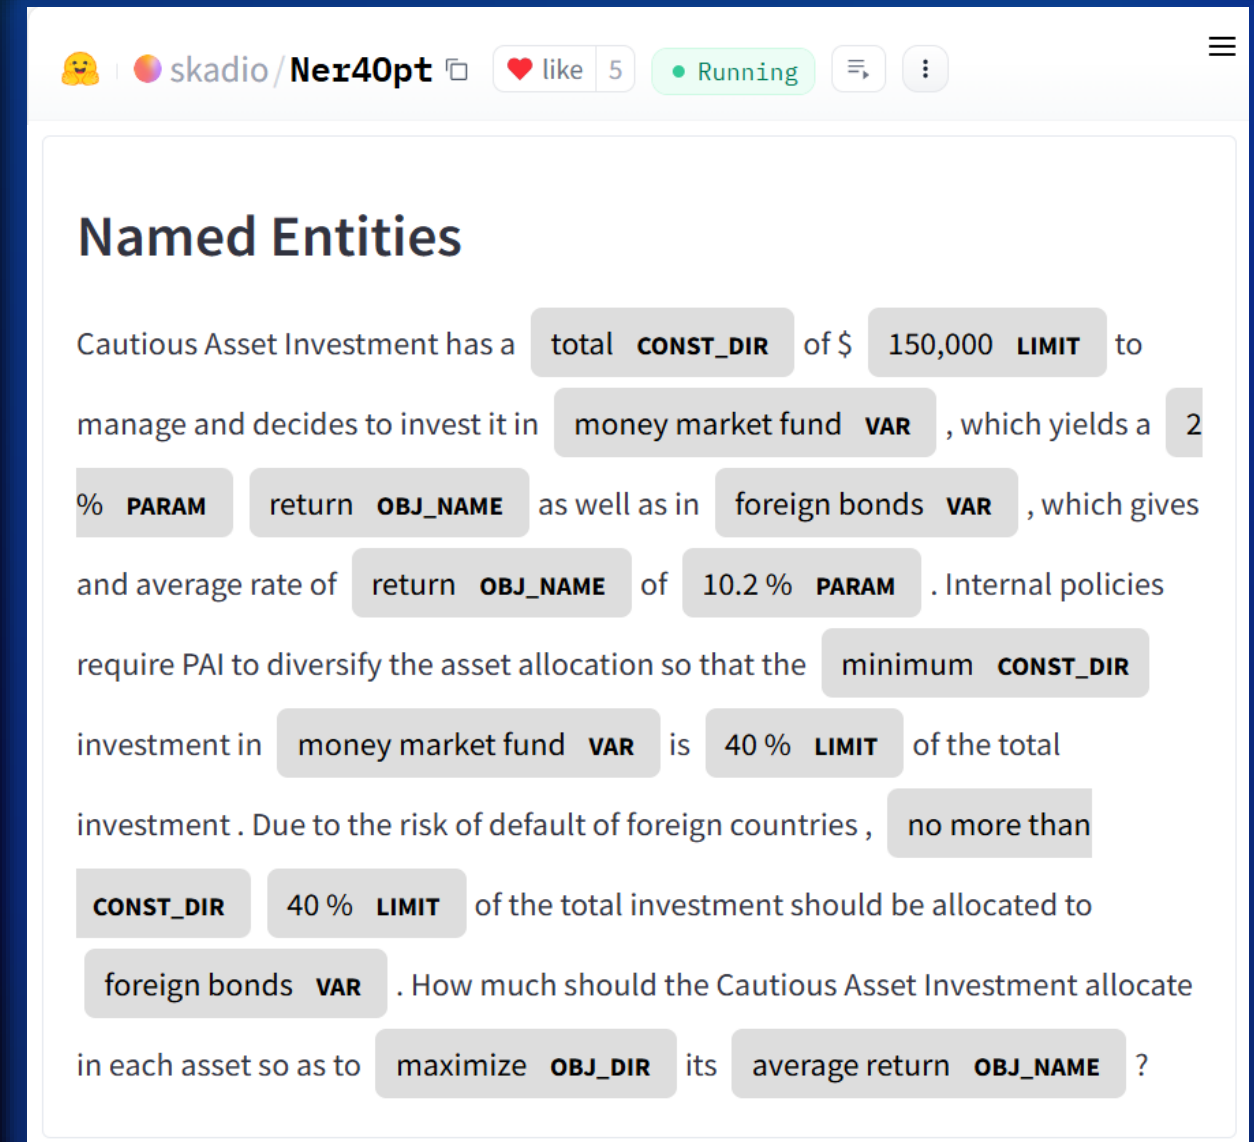 skadio/Ner4Opt like 5 Running
Named Entities
Cautious Asset Investment has a total CONST_DIR of $ 150,000 LIMIT to
manage and decides to invest it in money market fund VAR , which yields a 2
% PARAM return OBJ_NAME as well as in foreign bonds VAR , which gives
and average rate of return OBJ_NAME of 10.2 % PARAM . Internal policies
require PAI to diversify the asset allocation so that the minimum CONST_DIR
investment in money market fund VAR is 40 % LIMIT of the total
investment . Due to the risk of default of foreign countries , no more than
CONST_DIR 40 % LIMIT of the total investment should be allocated to
foreign bonds VAR . How much should the Cautious Asset Investment allocate
in each asset so as to maximize OBJ_DIR its average return OBJ_NAME ?